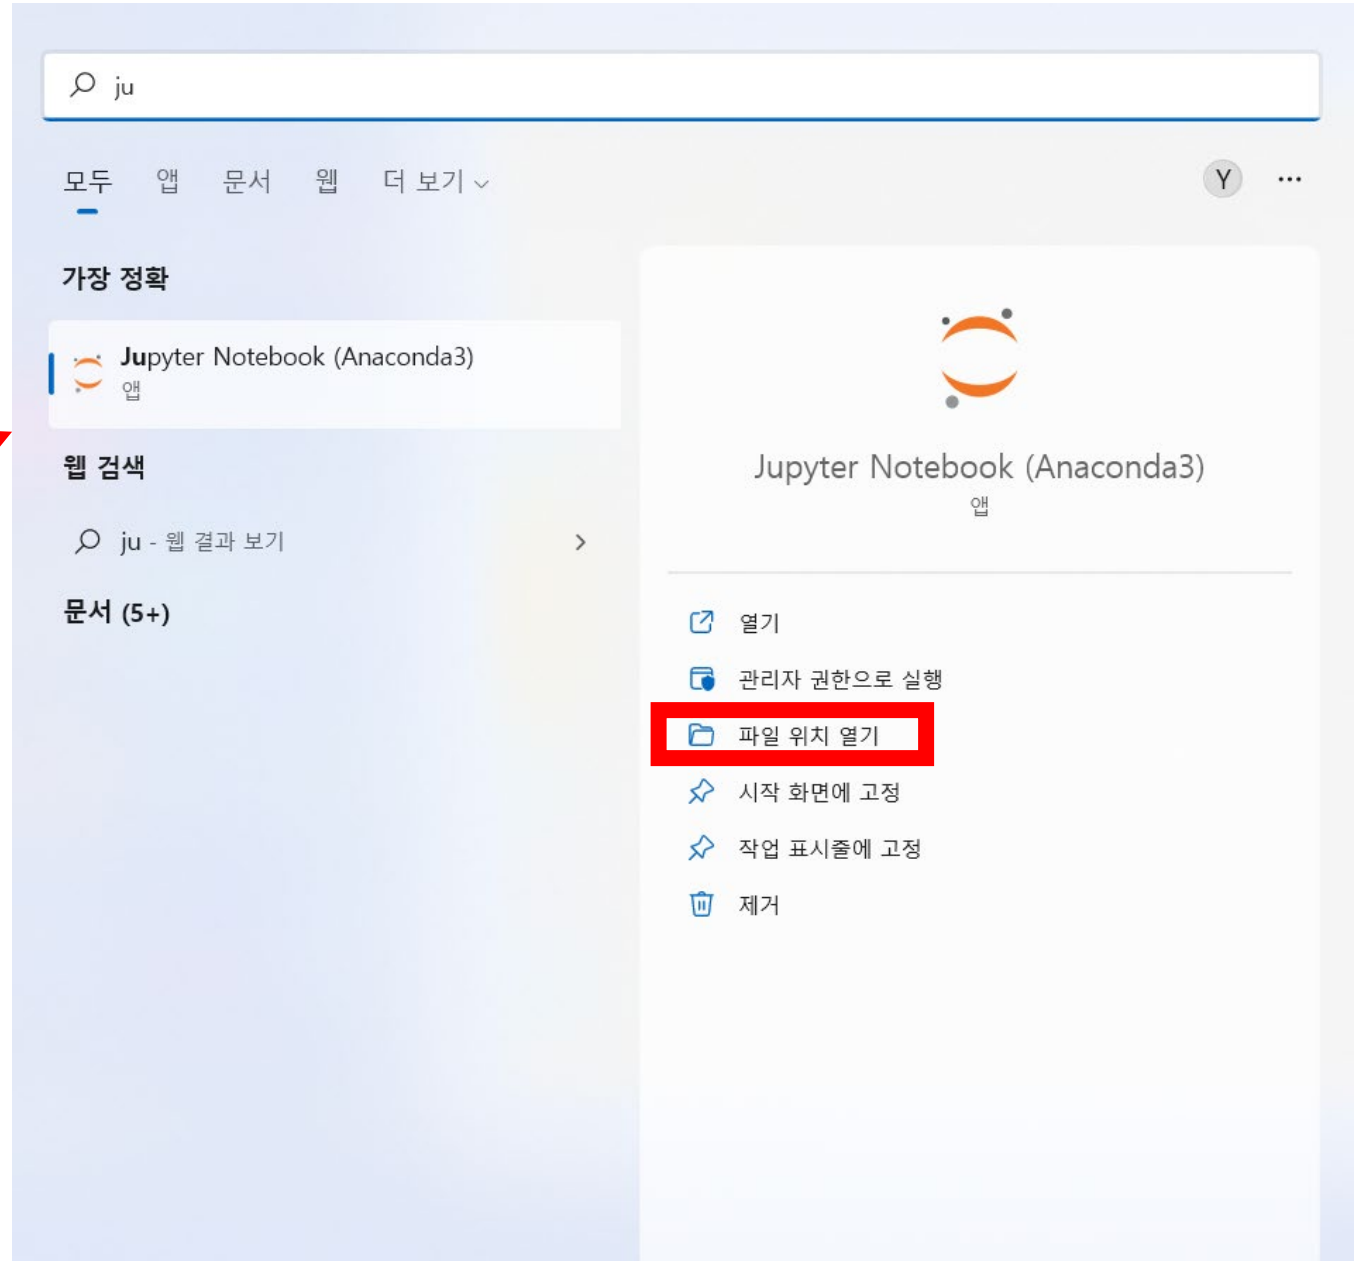 ju
모두 앱 문서 웹 더 보기
Y ...
가장 정확
Jupyter Notebook (Anaconda3)
앱
웹 검색
ju - 웹 결과 보기
문서 (5+)
Jupyter Notebook (Anaconda3)
앱
열기
관리자 권한으로 실행
파일 위치 열기
시작 화면에 고정
작업 표시줄에 고정
제거